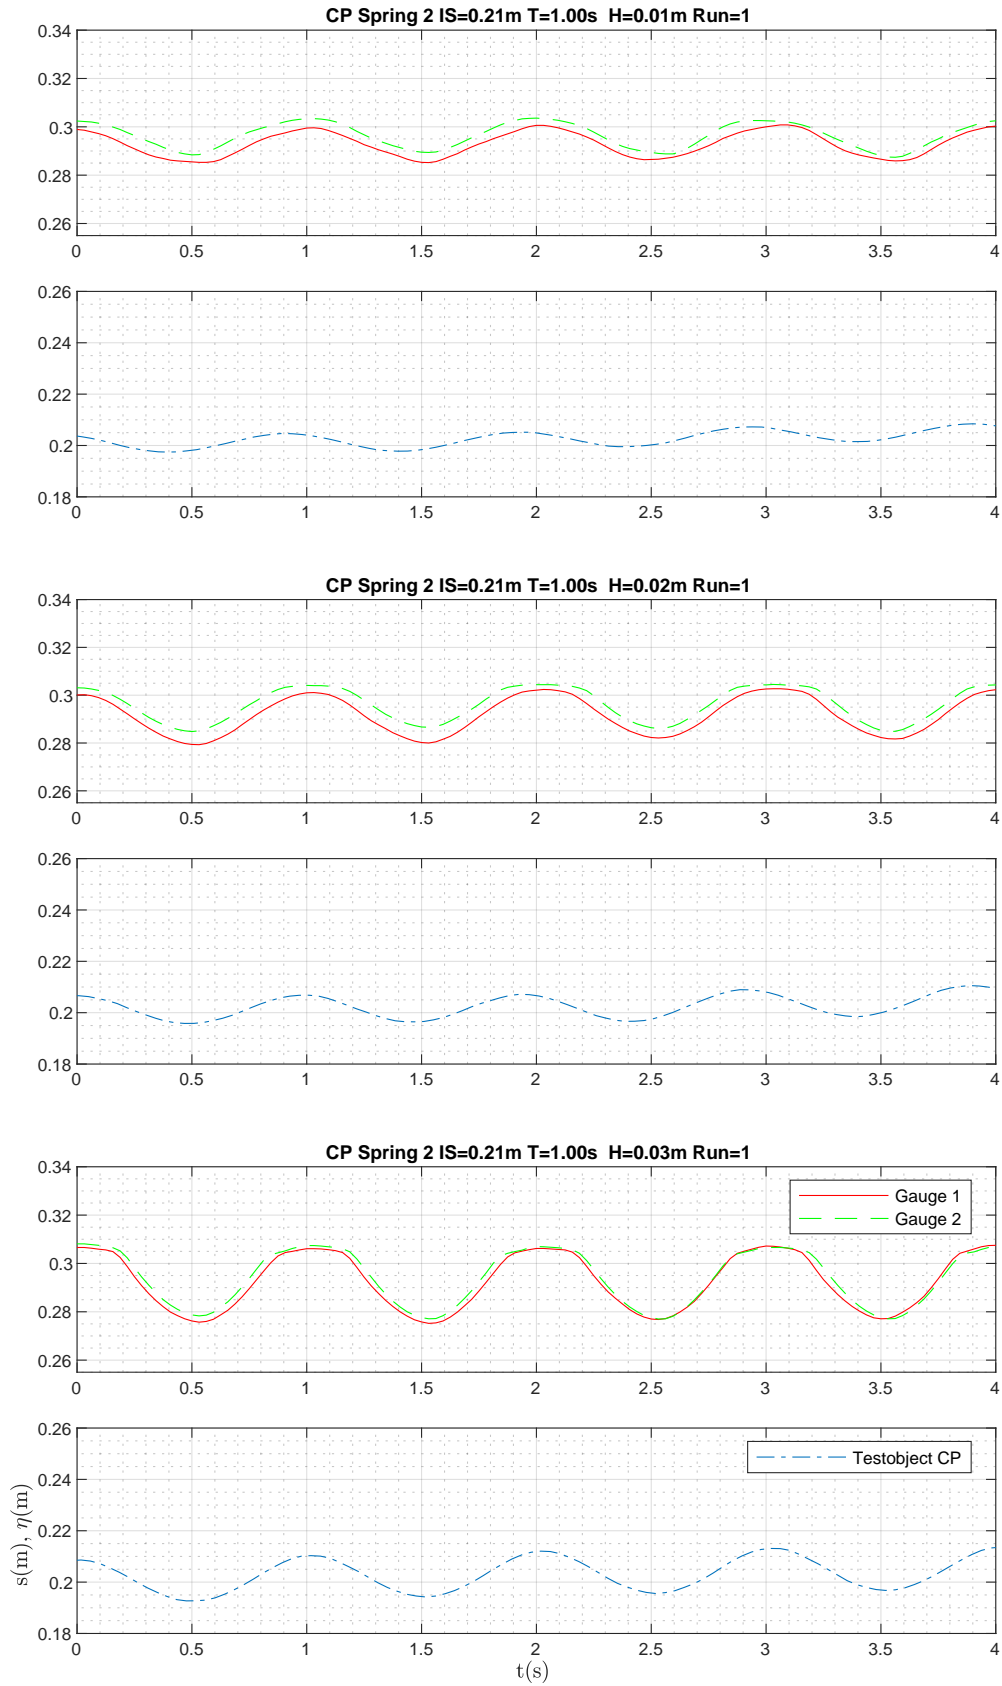 CP Spring 2 IS=0.21m T=1.00s  H=0.01m Run=1
0.34
0.32
0.3
0.28
0.26
0 0.5 1 1.5 2 2.5 3 3.5 4
0.26
0.24
0.22
0.2
0.18
0 0.5 1 1.5 2 2.5 3 3.5 4
CP Spring 2 IS=0.21m T=1.00s  H=0.02m Run=1
0.34
0.32
0.3
0.28
0.26
0 0.5 1 1.5 2 2.5 3 3.5 4
0.26
0.24
0.22
0.2
0.18
0 0.5 1 1.5 2 2.5 3 3.5 4
CP Spring 2 IS=0.21m T=1.00s  H=0.03m Run=1
0.34
Gauge 1
0.32
Gauge 2
0.3
0.28
0.26
0 0.5 1 1.5 2 2.5 3 3.5 4
0.26
Testobject CP
0.24
0.22
0.2
0.18
s(m), η(m)
0 0.5 1 1.5 2 2.5 3 3.5 4
t(s)